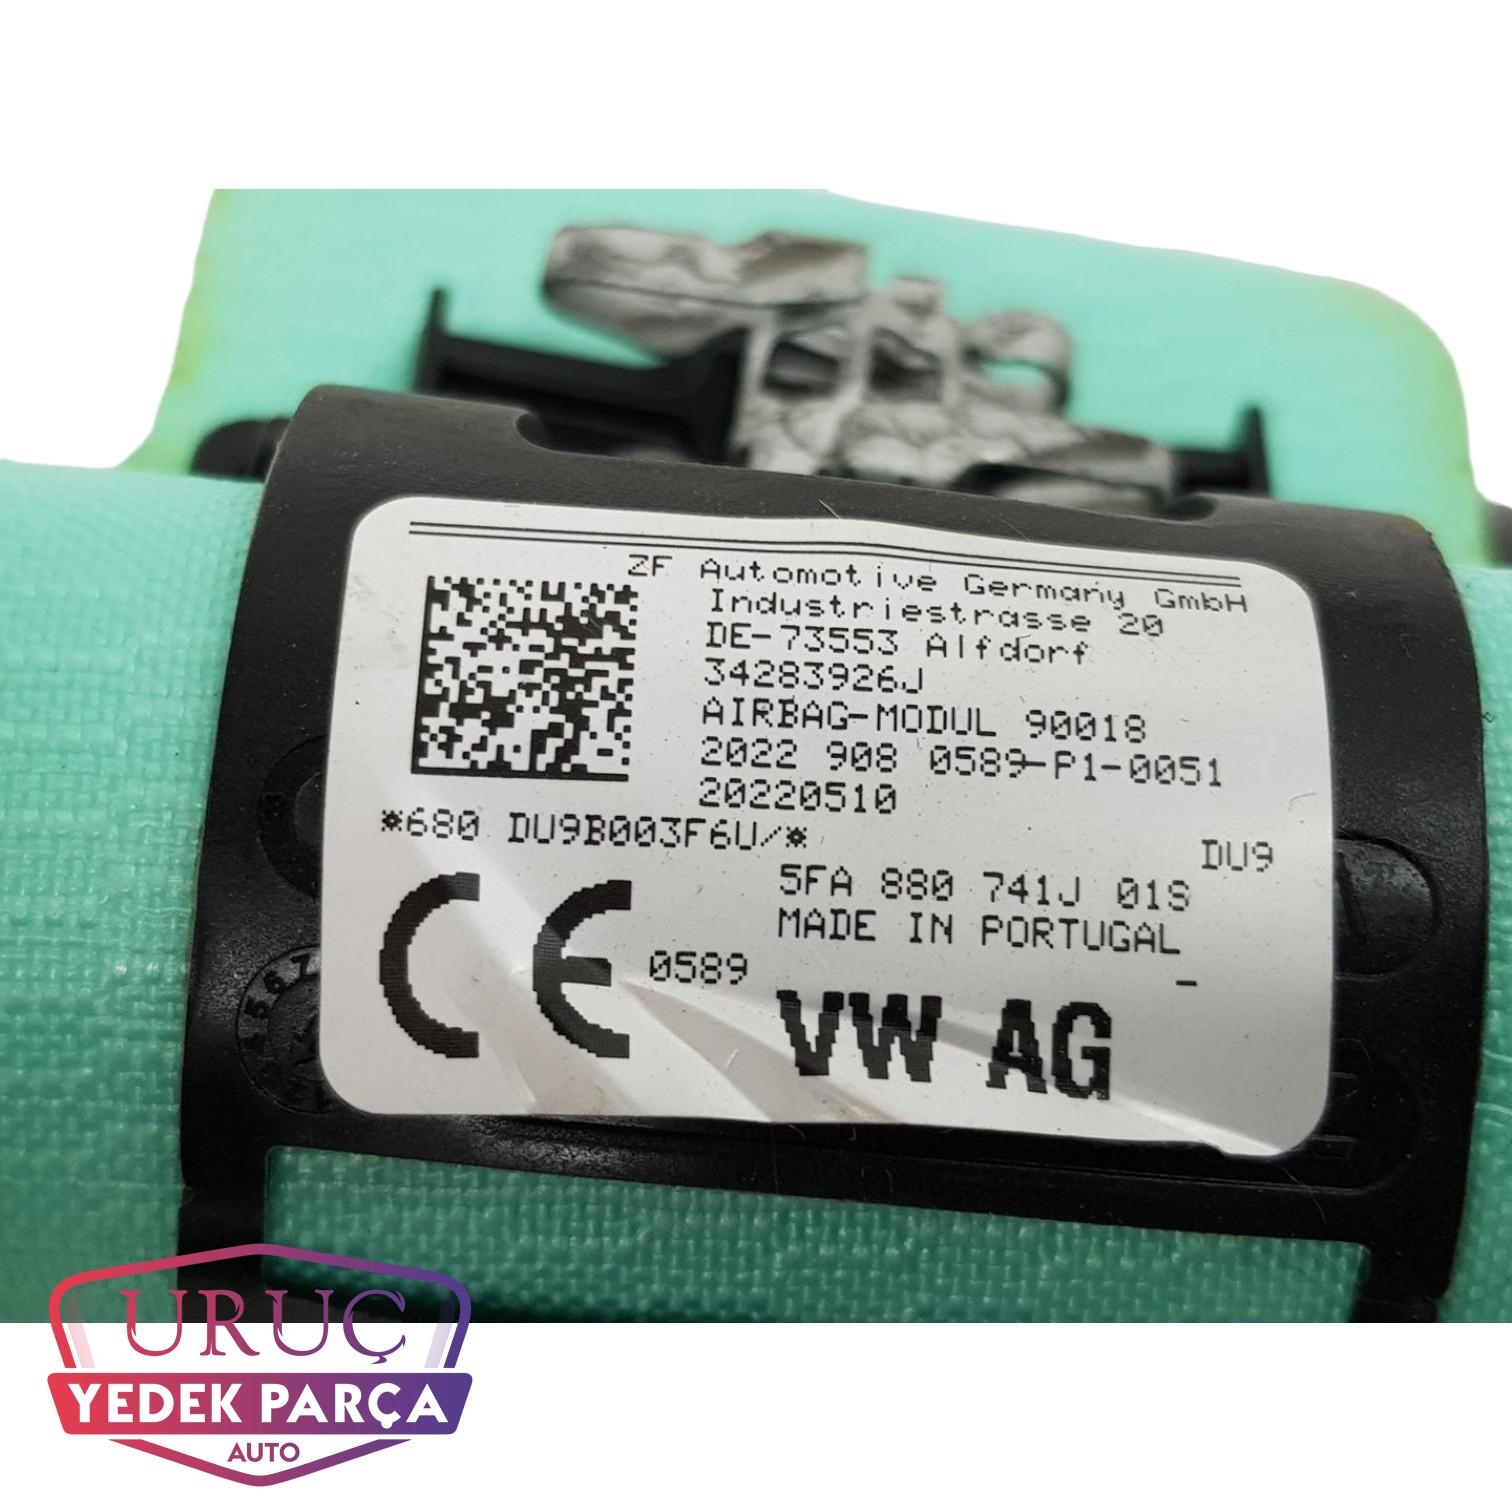 ZF Automotive Germany GmbH
Industriestrasse 20
DE-73553 Alfdorf
34283926J
AIRBAG-MODUL 90018
2022 908 0589-P1-0051
20220510
*680 DU9B003F6U/*
DU9
5FA 880 741J 01S
MADE IN PORTUGAL
-
CE 0589
VW AG
URUÇ
YEDEK PARÇA
AUTO